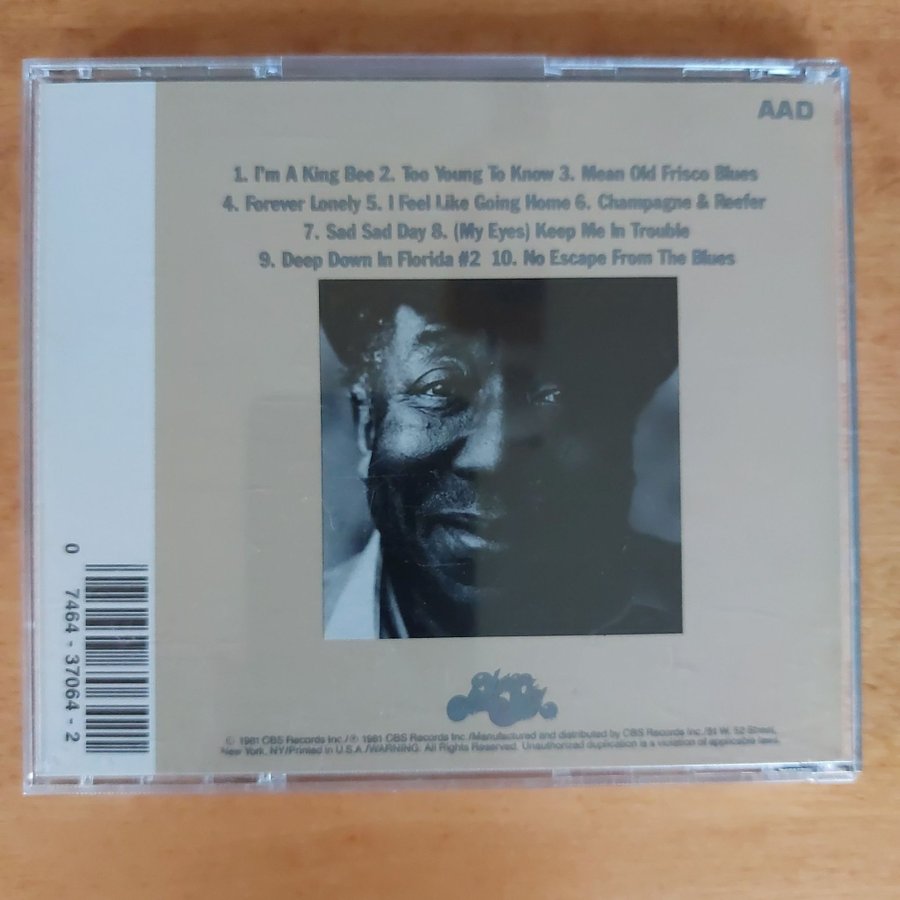 AAD
1. I'm A King Bee 2. Too Young To Know 3. Mean Old Frisco Blues
4. Forever Lonely 5. I Feel Like Going Home 6. Champagne & Reefer
7. Sad Sad Day 8. (My Eyes) Keep Me In Trouble
9. Deep Down In Florida #2 10. No Escape From The Blues
© 1981 CBS Records Inc./℗ 1981 CBS Records Inc./Manufactured and distributed by CBS Records Inc./51 W. 52 Street,
New York, NY/Printed in U.S.A./WARNING: All Rights Reserved. Unauthorized duplication is a violation of applicable laws.
0 7464-37064-2